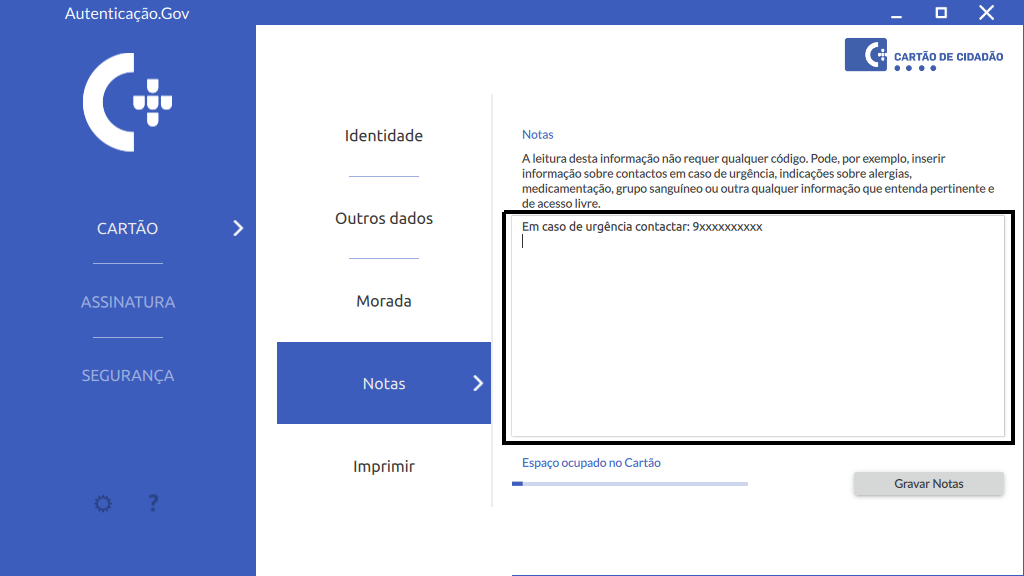 Autenticação.Gov
CARTÃO DE CIDADÃO
CARTÃO
ASSINATURA
SEGURANÇA
?
Identidade
Outros dados
Morada
Notas
Imprimir
Notas
A leitura desta informação não requer qualquer código. Pode, por exemplo, inserir
informação sobre contactos em caso de urgência, indicações sobre alergias,
medicamentação, grupo sanguíneo ou outra qualquer informação que entenda pertinente e
de acesso livre.
Em caso de urgência contactar: 9xxxxxxxxxx
Espaço ocupado no Cartão
Gravar Notas